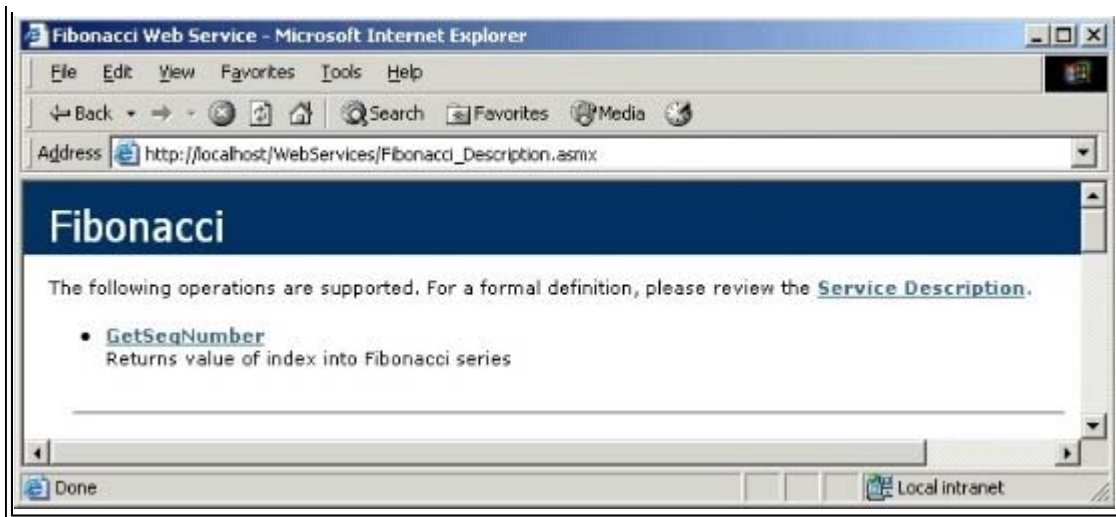 Fibonacci Web Service - Microsoft Internet Explorer
File Edit View Favorites Tools Help
Back Search Favorites Media
Address http://localhost/WebServices/Fibonacci_Description.asmx
Fibonacci
The following operations are supported. For a formal definition, please review the Service Description.
• GetSeqNumber
Returns value of index into Fibonacci series
Done Local intranet